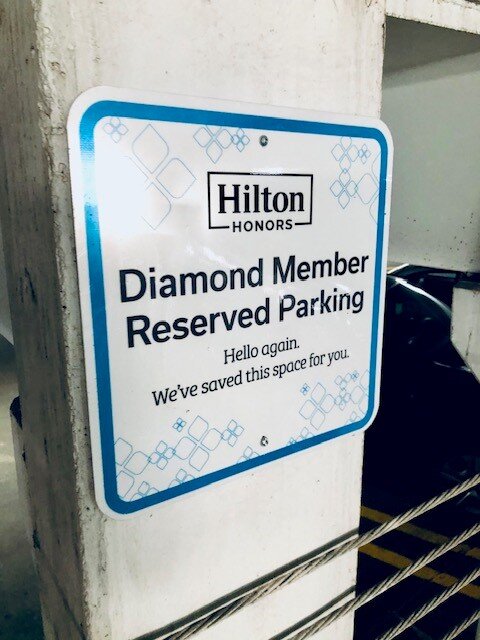 Hilton
HONORS
Diamond Member
Reserved Parking
Hello again.
We've saved this space for you.